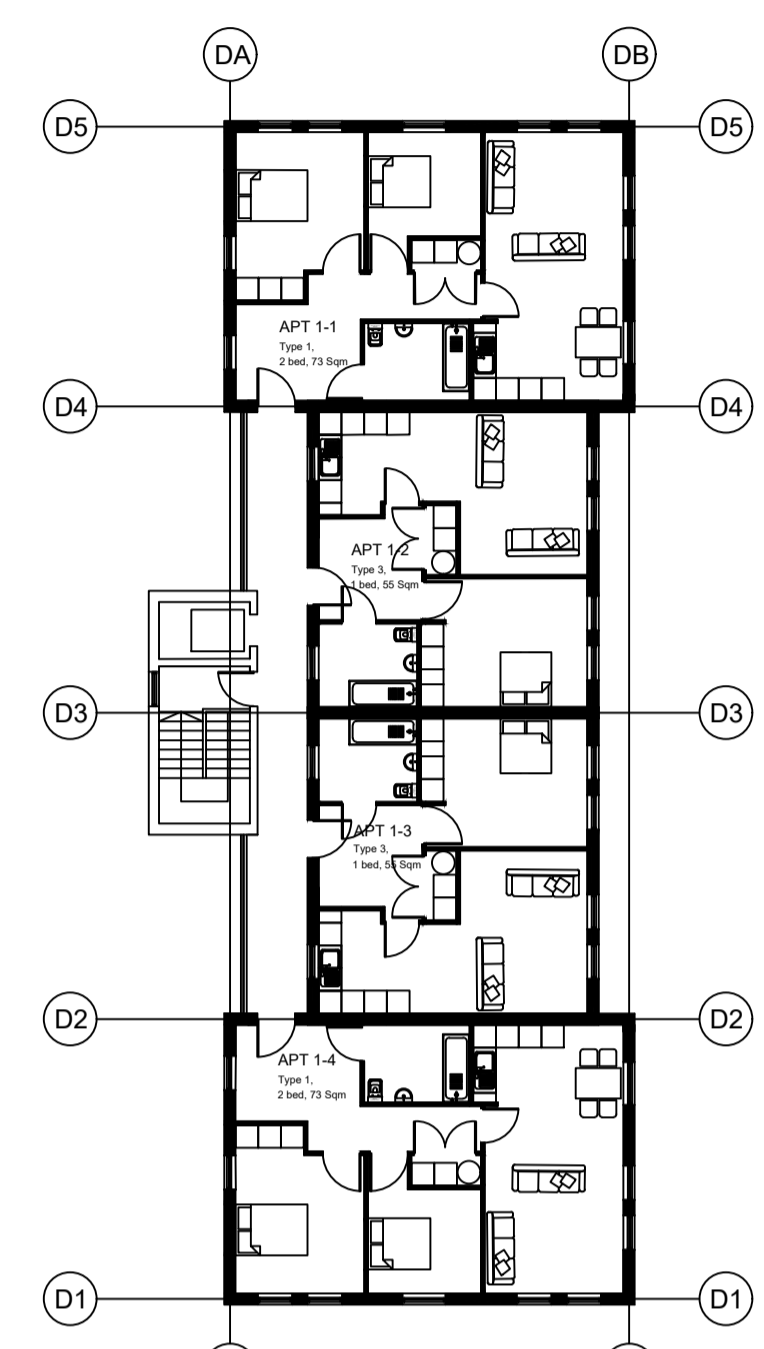 DA
DB
D5
D5
APT 1-1
Type 1,
2 bed, 73 Sqm
D4
D4
APT 1-2
Type 3,
1 bed, 55 Sqm
D3
D3
APT 1-3
Type 3,
1 bed, 55 Sqm
D2
D2
APT 1-4
Type 1,
2 bed, 73 Sqm
D1
D1